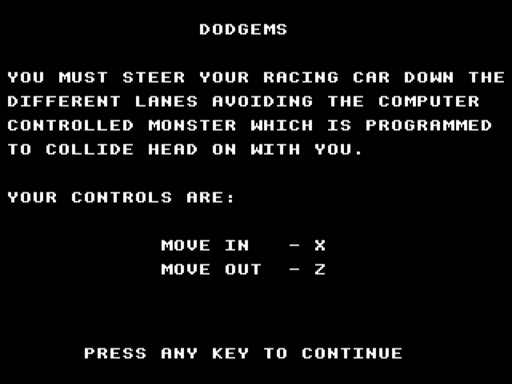 DODGEMS
YOU MUST STEER YOUR RACING CAR DOWN THE
DIFFERENT LANES AVOIDING THE COMPUTER
CONTROLLED MONSTER WHICH IS PROGRAMMED
TO COLLIDE HEAD ON WITH YOU.
YOUR CONTROLS ARE:
MOVE IN - X
MOVE OUT - Z
PRESS ANY KEY TO CONTINUE